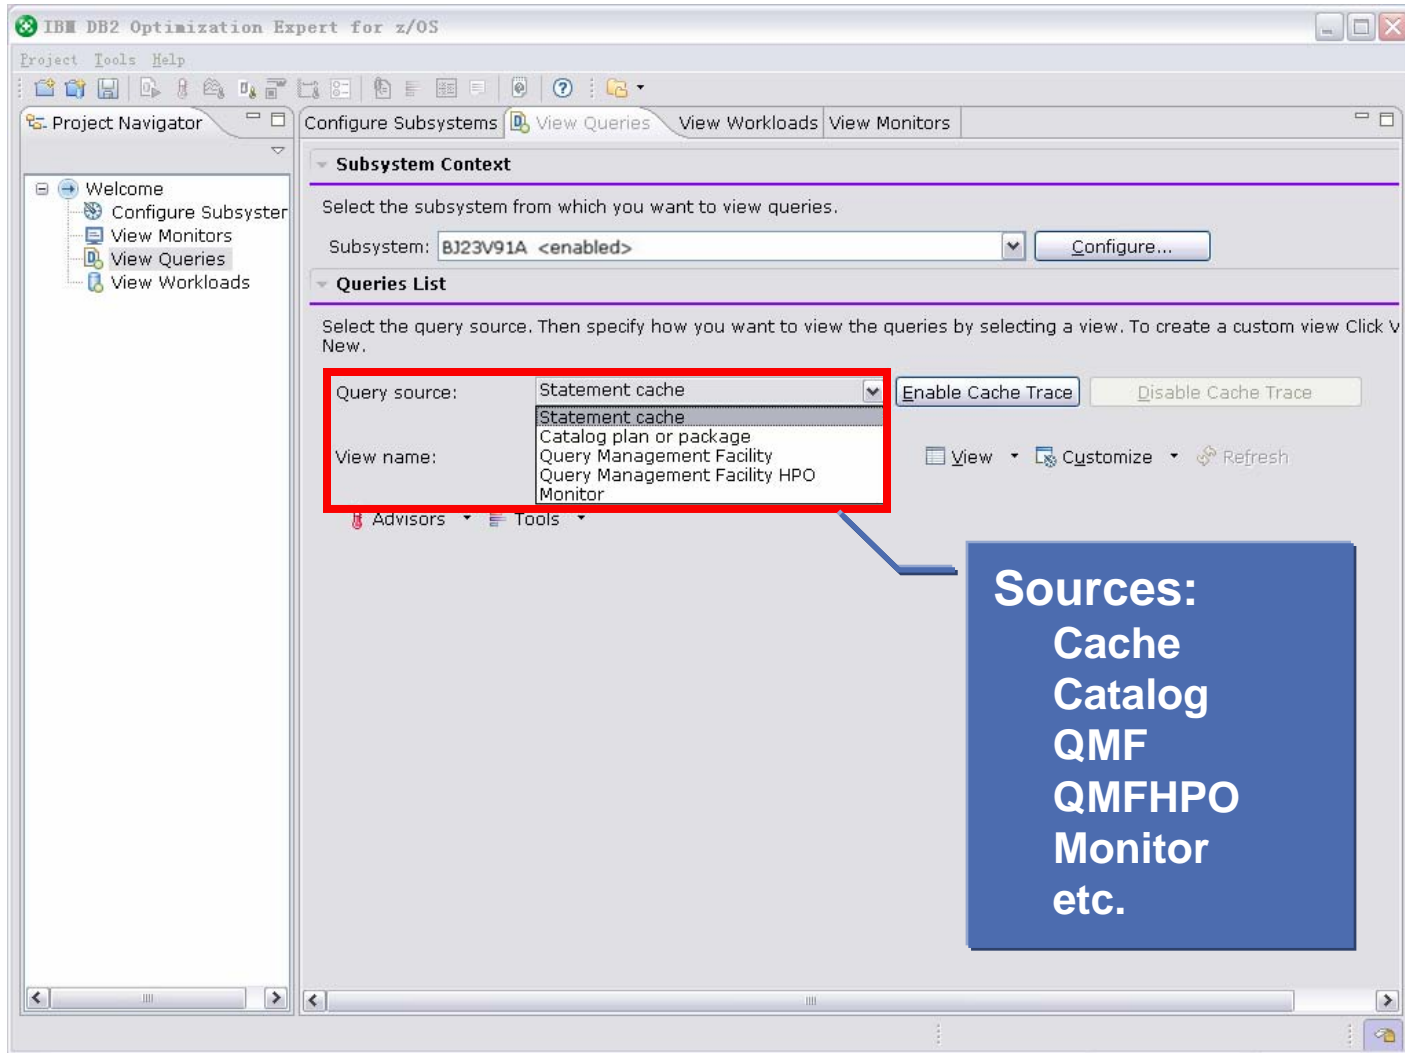 IBM DB2 Optimization Expert for z/OS
Project Tools Help
Project Navigator
Configure Subsystems View Queries View Workloads View Monitors
Subsystem Context
Welcome
Configure Subsyster
View Monitors
View Queries
View Workloads
Select the subsystem from which you want to view queries.
Subsystem: BJ23V91A <enabled> Configure...
Queries List
Select the query source. Then specify how you want to view the queries by selecting a view. To create a custom view Click V
New.
Query source: Statement cache Enable Cache Trace Disable Cache Trace
Statement cache
Catalog plan or package
Query Management Facility
Query Management Facility HPO
Monitor
View name: View Customize Refresh
Advisors Tools
Sources:
Cache
Catalog
QMF
QMFHPO
Monitor
etc.